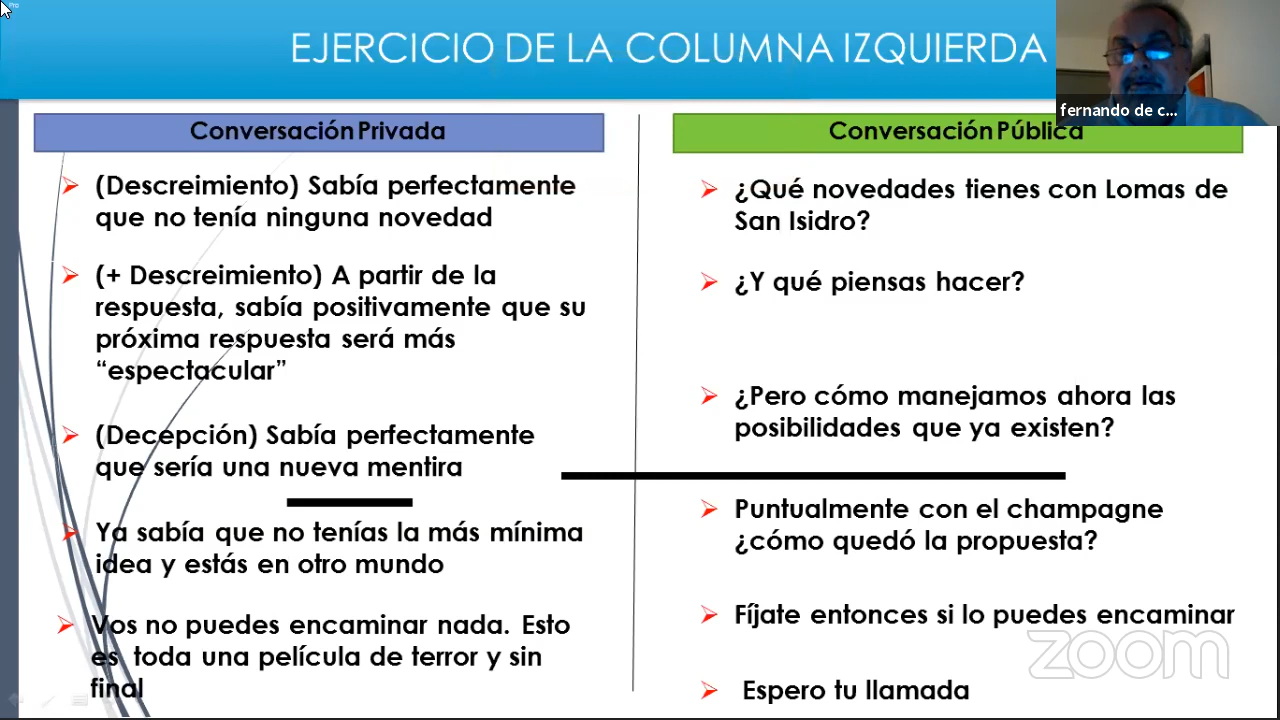 EJERCICIO DE LA COLUMNA IZQUIERDA
fernando de c...
Conversación Privada
(Descreimiento) Sabía perfectamente
que no tenía ninguna novedad
(+ Descreimiento) A partir de la
respuesta, sabía positivamente que su
próxima respuesta será más
“espectacular”
(Decepción) Sabía perfectamente
que sería una nueva mentira
Ya sabía que no tenías la más mínima
idea y estás en otro mundo
Vos no puedes encaminar nada. Esto
es toda una película de terror y sin
final
Conversación Pública
¿Qué novedades tienes con Lomas de
San Isidro?
¿Y qué piensas hacer?
¿Pero cómo manejamos ahora las
posibilidades que ya existen?
Puntualmente con el champagne
¿cómo quedó la propuesta?
Fíjate entonces si lo puedes encaminar
Espero tu llamada
zoom